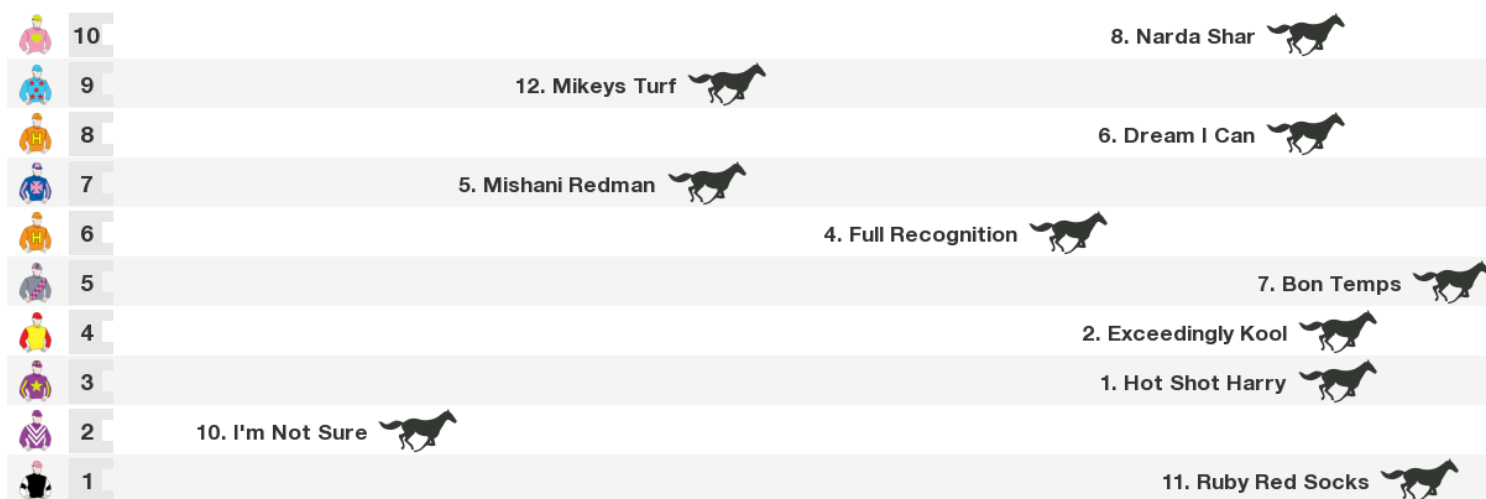 10 8. Narda Shar
9 12. Mikeys Turf
8 6. Dream I Can
H
7 5. Mishani Redman
6 4. Full Recognition
H
5 7. Bon Temps
4 2. Exceedingly Kool
3 1. Hot Shot Harry
2 10. I'm Not Sure
1 11. Ruby Red Socks